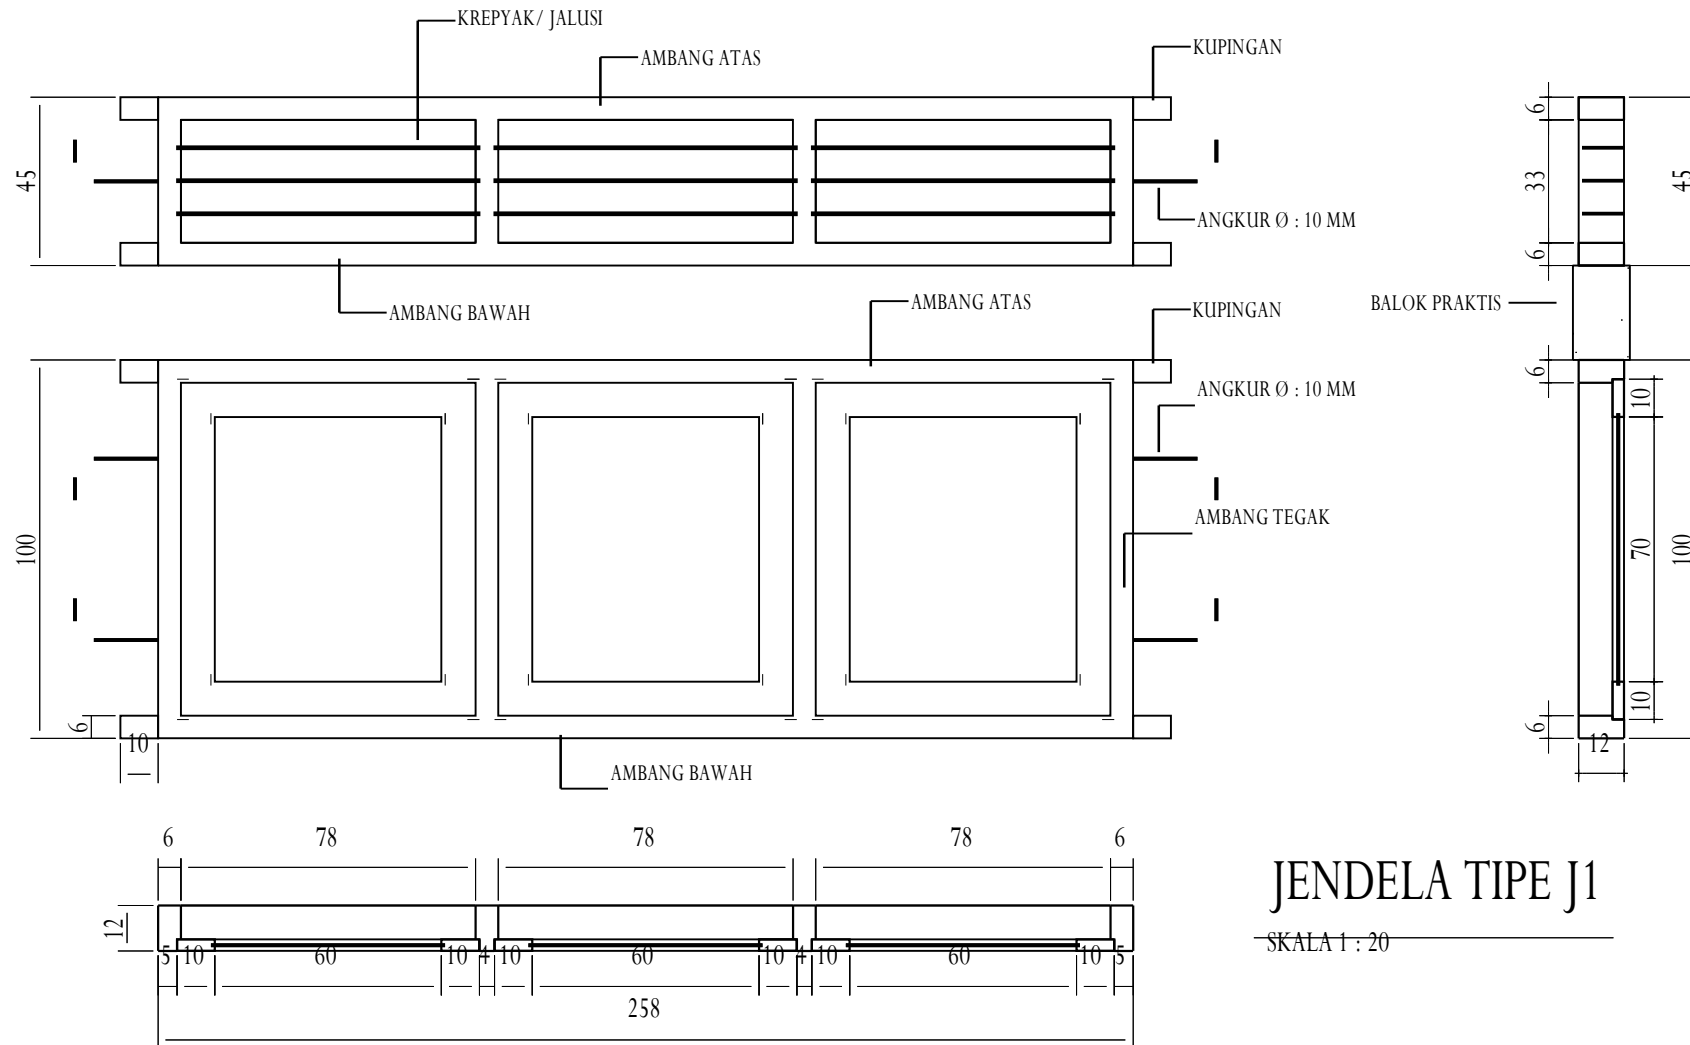 KREPYAK/ JALUSI
AMBANG ATAS
KUPINGAN
45
6
33
6
45
ANGKUR Ø : 10 MM
AMBANG BAWAH
AMBANG ATAS
KUPINGAN
BALOK PRAKTIS
ANGKUR Ø : 10 MM
6
10
AMBANG TEGAK
100
70
100
6
10
10
6
12
AMBANG BAWAH
6 78 78 78 6
12
5 10 60 10 4 10 60 10 4 10 60 10 5
258
JENDELA TIPE J1
SKALA 1 : 20